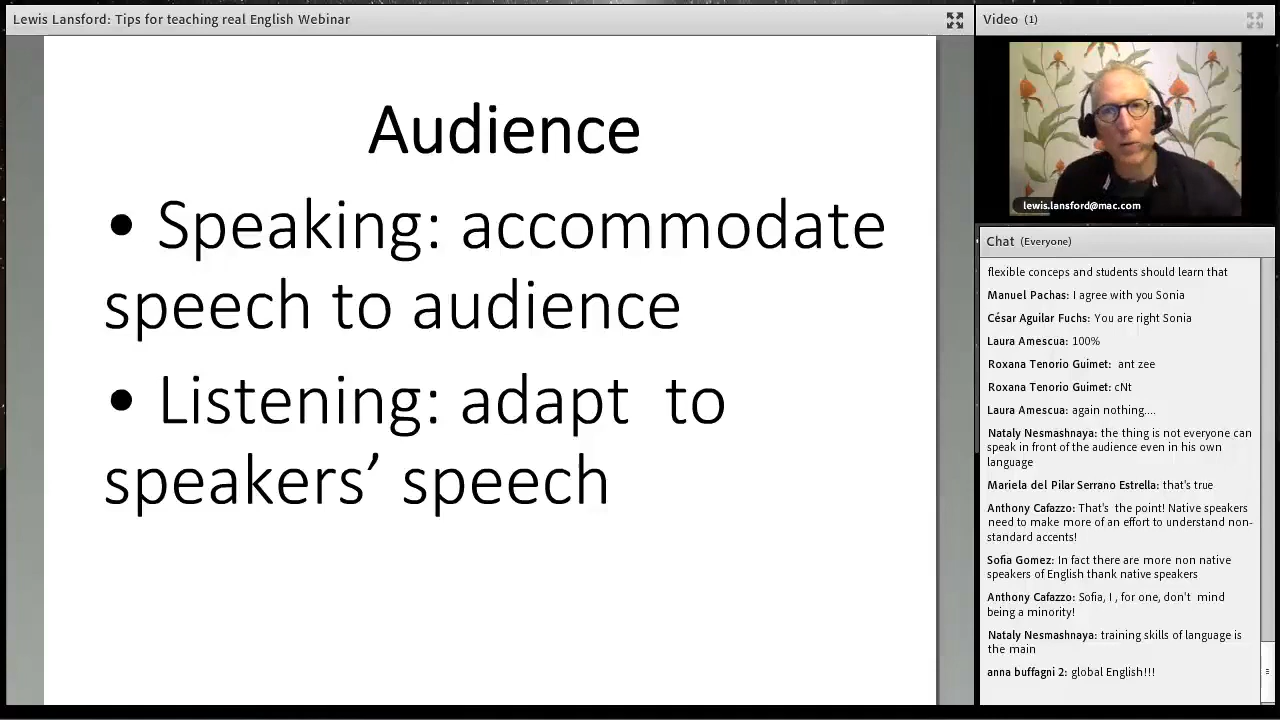 Lewis Lansford: Tips for teaching real English Webinar
Audience
• Speaking: accommodate
speech to audience
• Listening: adapt to
speakers’ speech
Video (1)
lewis.lansford@mac.com
Chat (Everyone)
flexible conceps and students should learn that
Manuel Pachas: I agree with you Sonia
César Aguilar Fuchs: You are right Sonia
Laura Amescua: 100%
Roxana Tenorio Guimet: ant zee
Roxana Tenorio Guimet: cNt
Laura Amescua: again nothing....
Nataly Nesmashnaya: the thing is not everyone can
speak in front of the audience even in his own
language
Mariela del Pilar Serrano Estrella: that's true
Anthony Cafazzo: That's the point! Native speakers
need to make more of an effort to understand non-
standard accents!
Sofia Gomez: In fact there are more non native
speakers of English thank native speakers
Anthony Cafazzo: Sofia, I , for one, don't mind
being a minority!
Nataly Nesmashnaya: training skills of language is
the main
anna buffagni 2: global English!!!